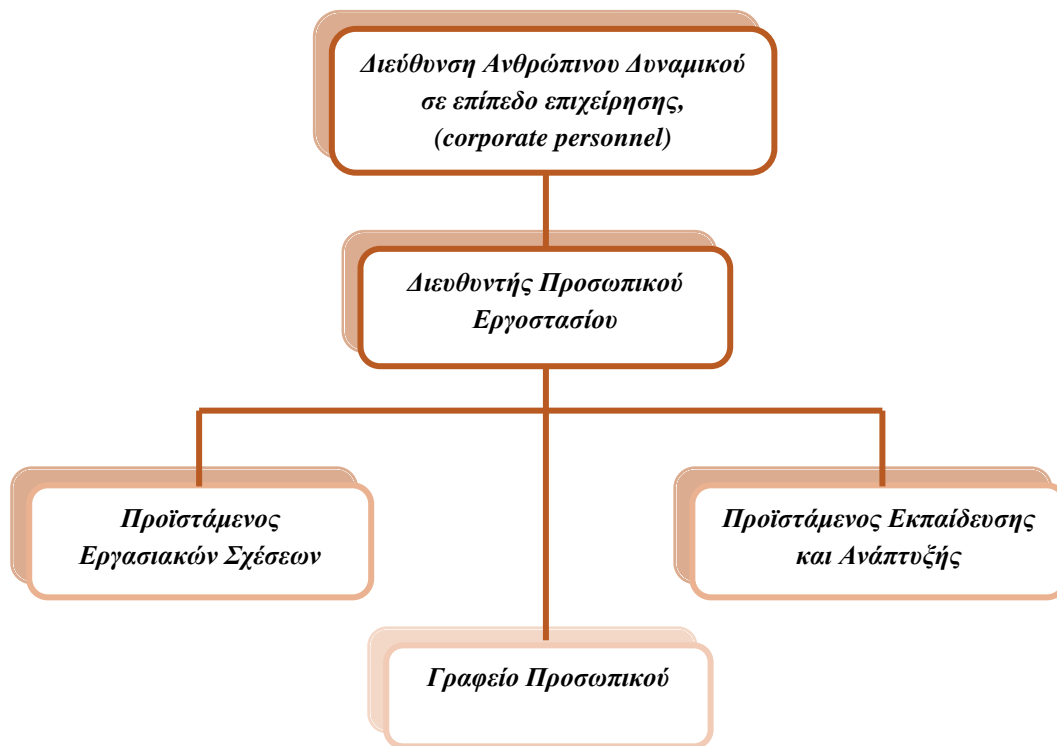 Διεύθυνση Ανθρώπινου Δυναμικού
σε επίπεδο επιχείρησης,
(corporate personnel)
Διευθυντής Προσωπικού
Εργοστασίου
Προϊστάμενος
Εργασιακών Σχέσεων
Προϊστάμενος Εκπαίδευσης
και Ανάπτυξής
Γραφείο Προσωπικού